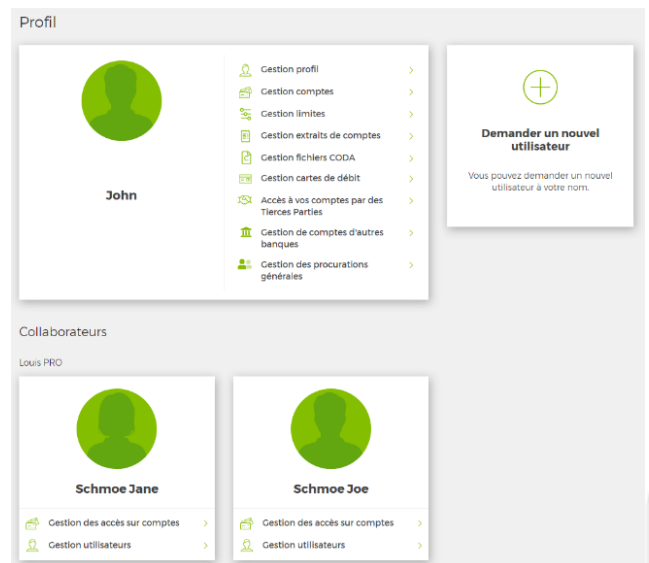 Profil
John
Gestion profil
Gestion comptes
Gestion limites
Gestion extraits de comptes
Gestion fichiers CODA
Gestion cartes de débit
Accès à vos comptes par des
Tierces Parties
Gestion de comptes d'autres
banques
Gestion des procurations
générales
Demander un nouvel
utilisateur
Vous pouvez demander un nouvel
utilisateur à votre nom.
Collaborateurs
Louis PRO
Schmoe Jane
Gestion des accès sur comptes
Gestion utilisateurs
Schmoe Joe
Gestion des accès sur comptes
Gestion utilisateurs